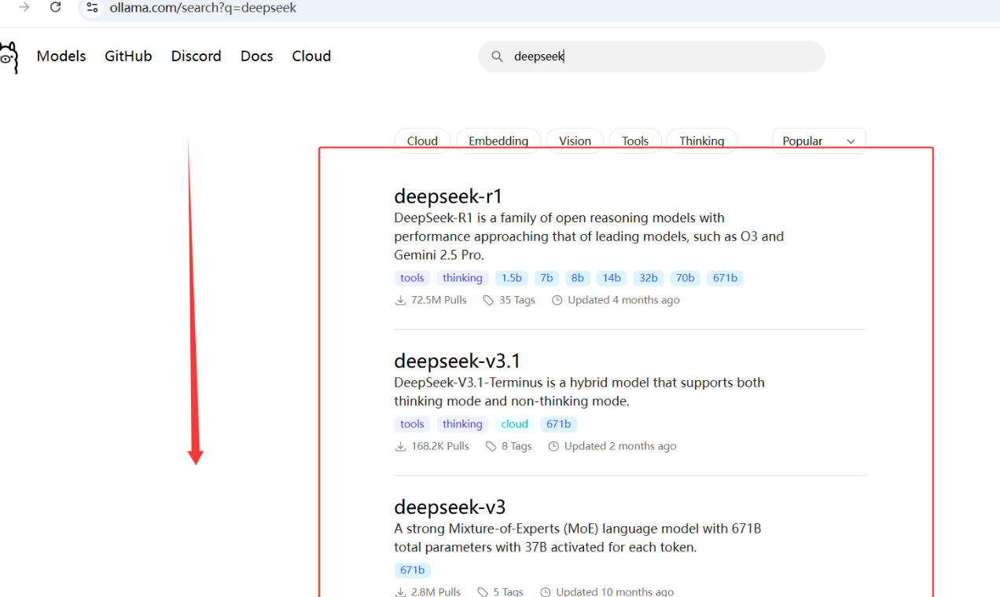 ollama.com/search?q=deepseek
Models GitHub Discord Docs Cloud deepseek
Cloud Embedding Vision Tools Thinking Popular
deepseek-r1
DeepSeek-R1 is a family of open reasoning models with
performance approaching that of leading models, such as O3 and
Gemini 2.5 Pro.
tools thinking 1.5b 7b 8b 14b 32b 70b 671b
72.5M Pulls 35 Tags Updated 4 months ago
deepseek-v3.1
DeepSeek-V3.1-Terminus is a hybrid model that supports both
thinking mode and non-thinking mode.
tools thinking cloud 671b
168.2K Pulls 8 Tags Updated 2 months ago
deepseek-v3
A strong Mixture-of-Experts (MoE) language model with 671B
total parameters with 37B activated for each token.
671b
2.8M Pulls 5 Tags Updated 10 months ago